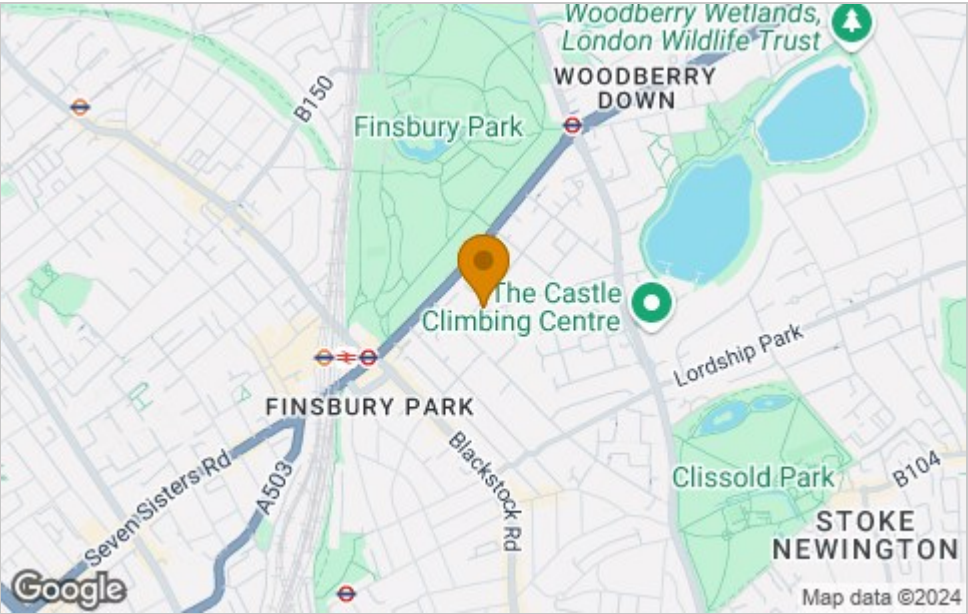 Woodberry Wetlands,
London Wildlife Trust
WOODBERRY
DOWN
B150
Finsbury Park
The Castle
Climbing Centre
Lordship Park
FINSBURY PARK
Blackstock Rd
Seven Sisters Rd
A503
Clissold Park
B104
STOKE
NEWINGTON
Google
Map data ©2024